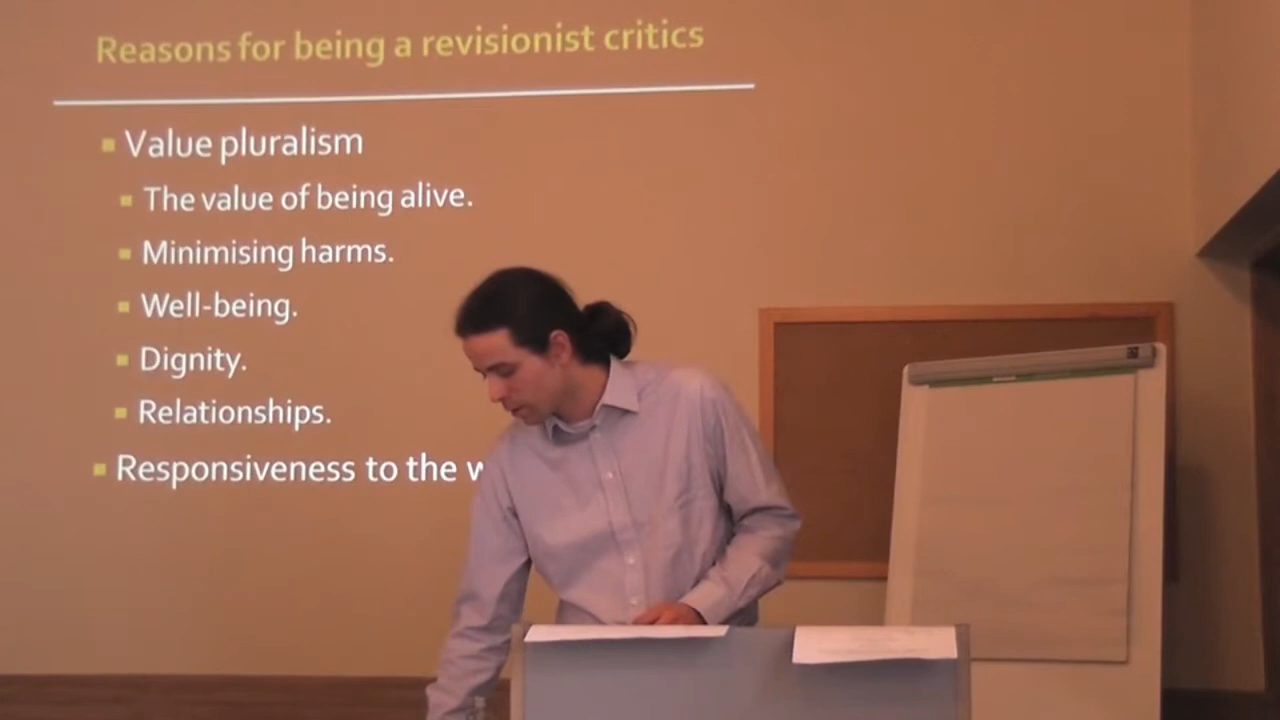 Reasons for being a revisionist critics
Value pluralism
The value of being alive.
Minimising harms.
Well-being.
Dignity.
Relationships.
Responsiveness to the